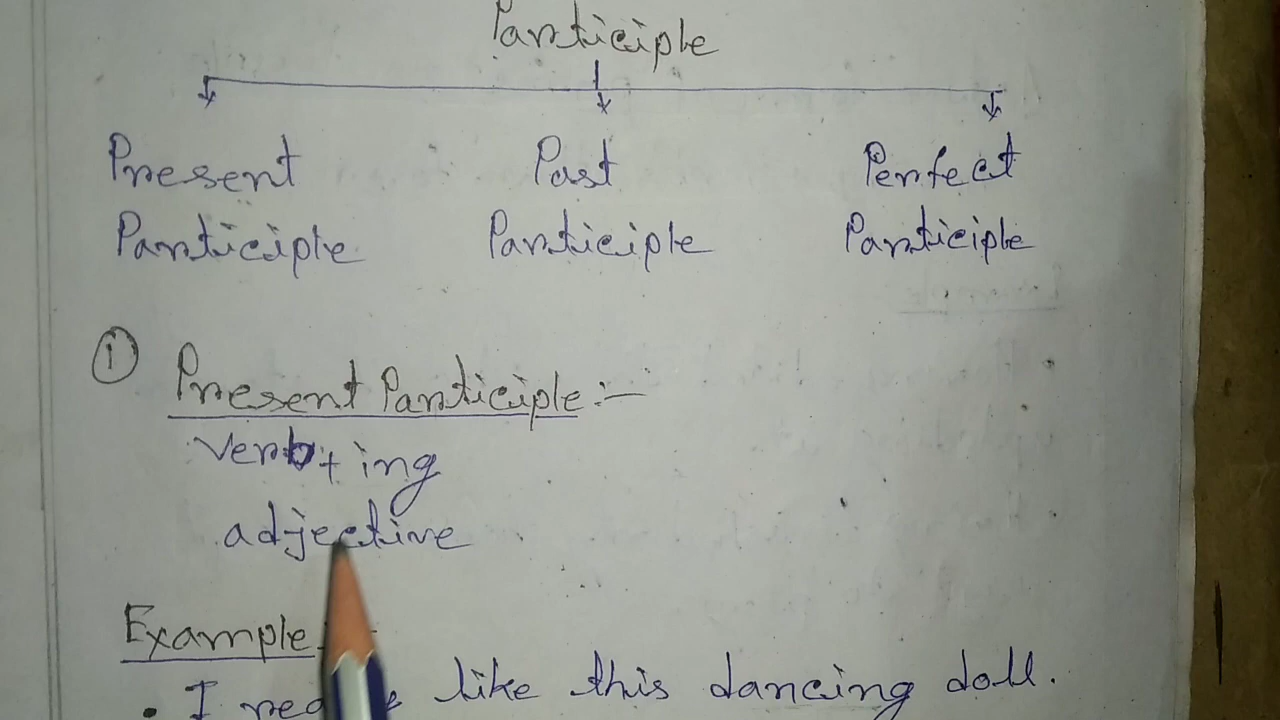 Participle
Present Past Perfect
Participle Participle Participle
1 Present Participle :-
Verb + ing
adjective
Example
• I like this dancing doll.